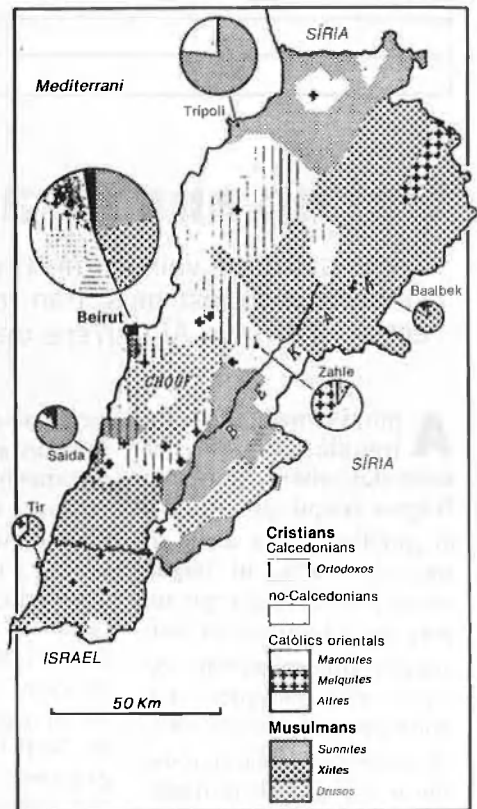 SÍRIA
Mediterrani
Trípoli
Baalbek
Beirut
Zahle
CHOUF
B E K A A
Saida
SÍRIA
Tir
Cristians
Calcedonians
Ortodoxos
no-Calcedonians
ISRAEL
Catòlics orientals
Maronites
Melquites
Altres
50 Km
Musulmans
Sunnites
Xiïtes
Drusos